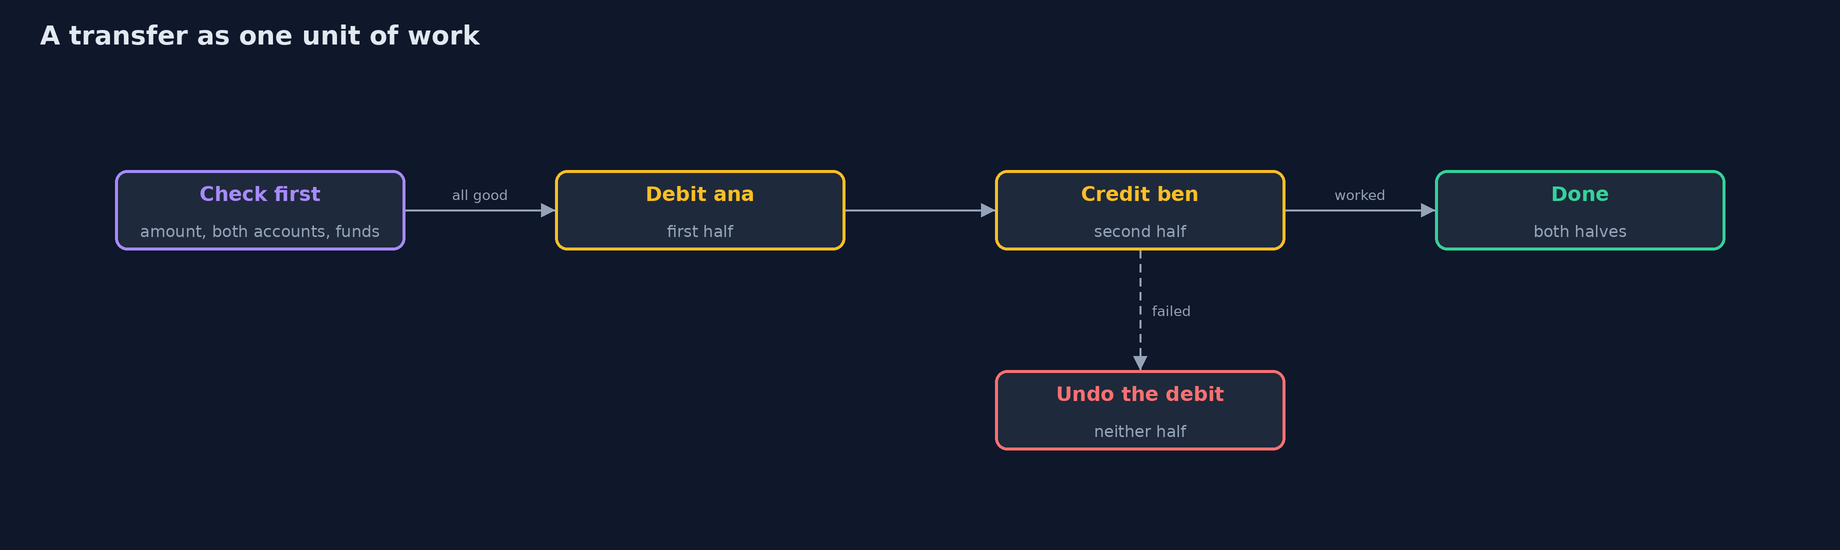 A transfer as one unit of work
Check first
amount, both accounts, funds
all good
Debit ana
first half
Credit ben
second half
worked
Done
both halves
failed
Undo the debit
neither half